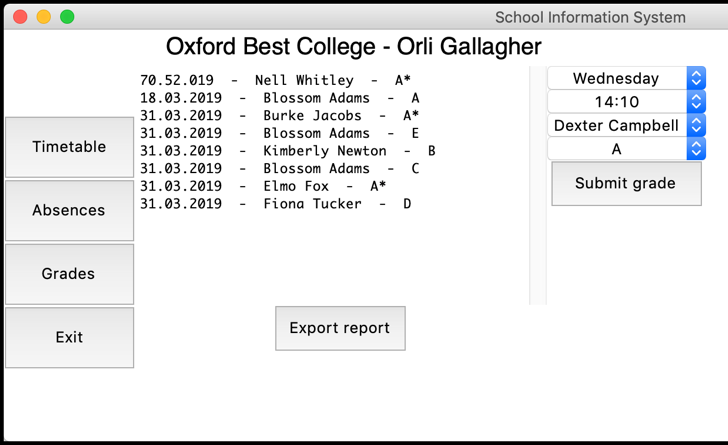 School Information System
Oxford Best College - Orli Gallagher
Timetable
Absences
Grades
Exit
70.52.019 - Nell Whitley - A*
18.03.2019 - Blossom Adams - A
31.03.2019 - Burke Jacobs - A*
31.03.2019 - Blossom Adams - E
31.03.2019 - Kimberly Newton - B
31.03.2019 - Blossom Adams - C
31.03.2019 - Elmo Fox - A*
31.03.2019 - Fiona Tucker - D
Export report
Wednesday
14:10
Dexter Campbell
A
Submit grade